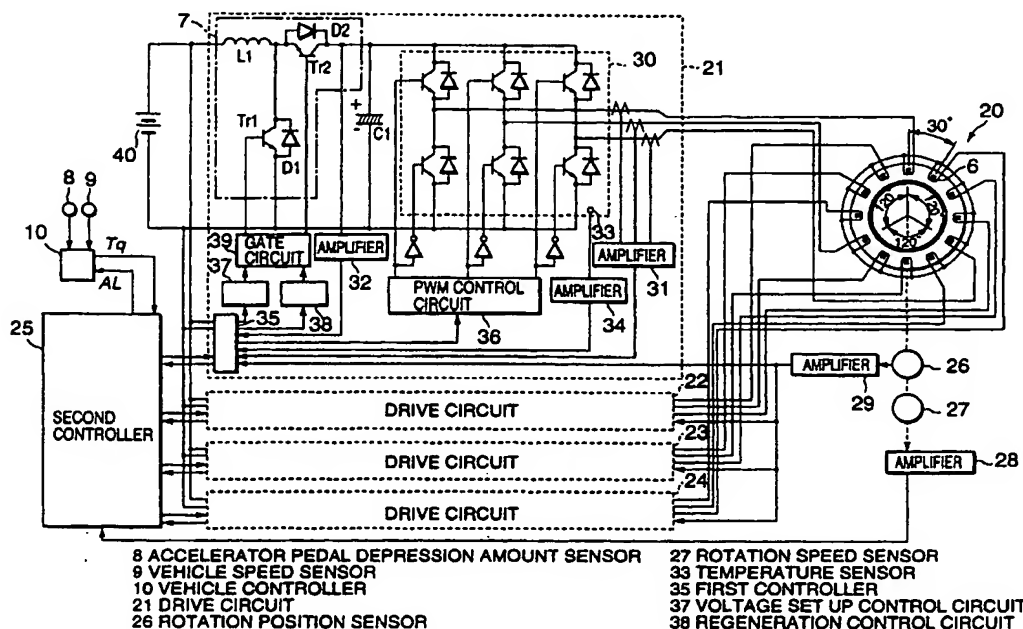 7
D2
L1
Tr2
30
21
Tr1
+
-
C1
D1
40
30°
20
6
120
120
120°
8
9
10
Tq
AL
39
GATE
CIRCUIT
37
AMPLIFIER
32
33
AMPLIFIER
31
PWM CONTROL
CIRCUIT
AMPLIFIER
34
35
38
36
25
SECOND
CONTROLLER
22
DRIVE CIRCUIT
23
DRIVE CIRCUIT
24
DRIVE CIRCUIT
AMPLIFIER
29
26
27
AMPLIFIER
28
8 ACCELERATOR PEDAL DEPRESSION AMOUNT SENSOR
9 VEHICLE SPEED SENSOR
10 VEHICLE CONTROLLER
21 DRIVE CIRCUIT
26 ROTATION POSITION SENSOR
27 ROTATION SPEED SENSOR
33 TEMPERATURE SENSOR
35 FIRST CONTROLLER
37 VOLTAGE SET UP CONTROL CIRCUIT
38 REGENERATION CONTROL CIRCUIT